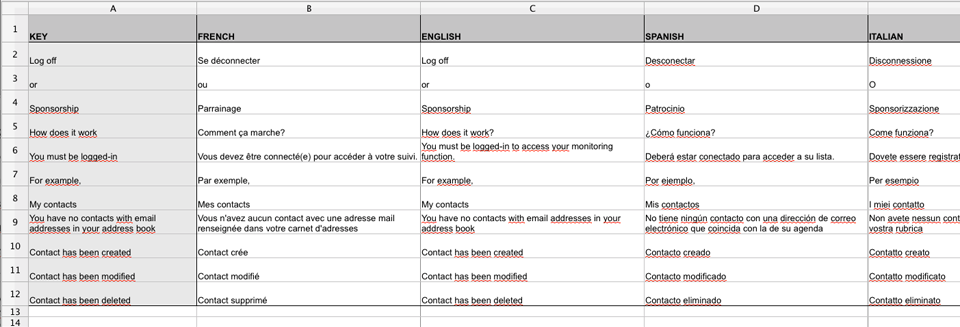 A B C D
1 KEY FRENCH ENGLISH SPANISH ITALIAN
2 Log off Se déconnecter Log off Desconectar Disconnessione
3 or ou or o O
4 Sponsorship Parrainage Sponsorship Patrocinio Sponsorizzazione
5 How does it work Comment ça marche? How does it work? ¿Cómo funciona? Come funziona?
You must be logged-in to access your monitoring
6 You must be logged-in Vous devez être connecté(e) pour accéder à votre suivi. function. Deberá estar conectado para acceder a su lista. Dovete essere registrat
7 For example, Par exemple, For example, Por ejemplo, Per esempio
8 My contacts Mes contacts My contacts Mis contactos I miei contatto
9 You have no contacts with email Vous n'avez aucun contact avec une adresse mail You have no contacts with email addresses in your No tiene ningún contacto con una dirección de correo Non avete nessun cont
addresses in your address book renseignée dans votre carnet d'adresses address book electrónico que coincida con la de su agenda vostra rubrica
10 Contact has been created Contact crée Contact has been created Contacto creado Contatto creato
11 Contact has been modified Contact modifié Contact has been modified Contacto modificado Contatto modificato
12 Contact has been deleted Contact supprimé Contact has been deleted Contacto eliminado Contatto eliminato
13
14